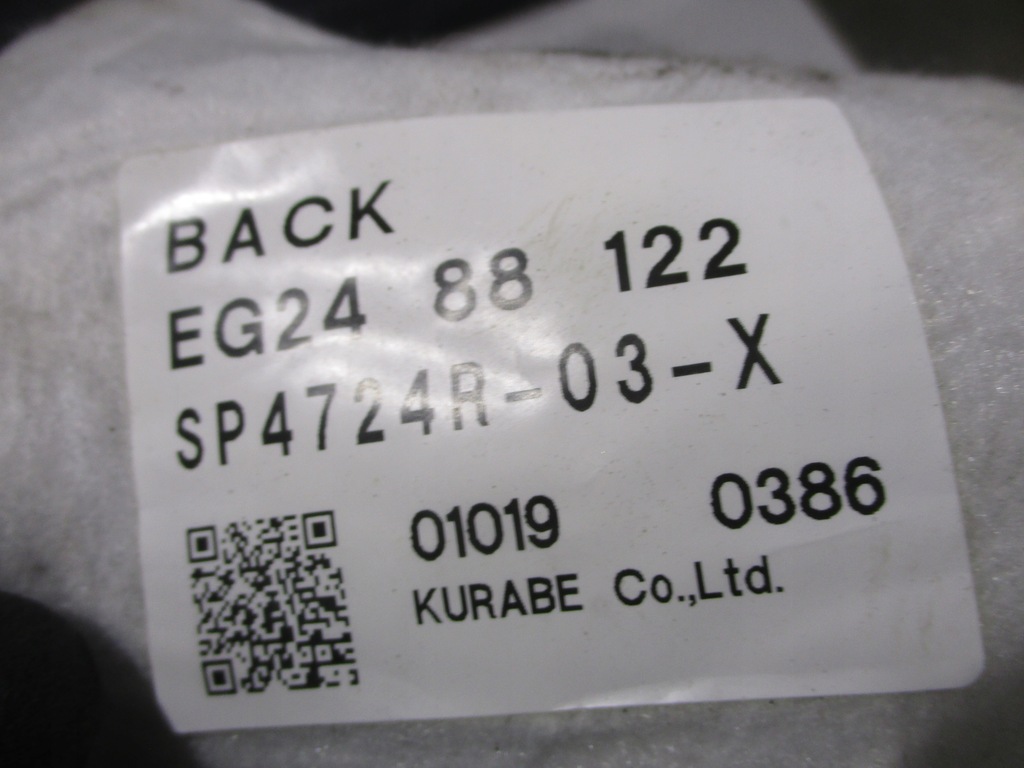 BACK
EG24 88 122
SP4724R-03-X
01019 0386
KURABE Co.,Ltd.